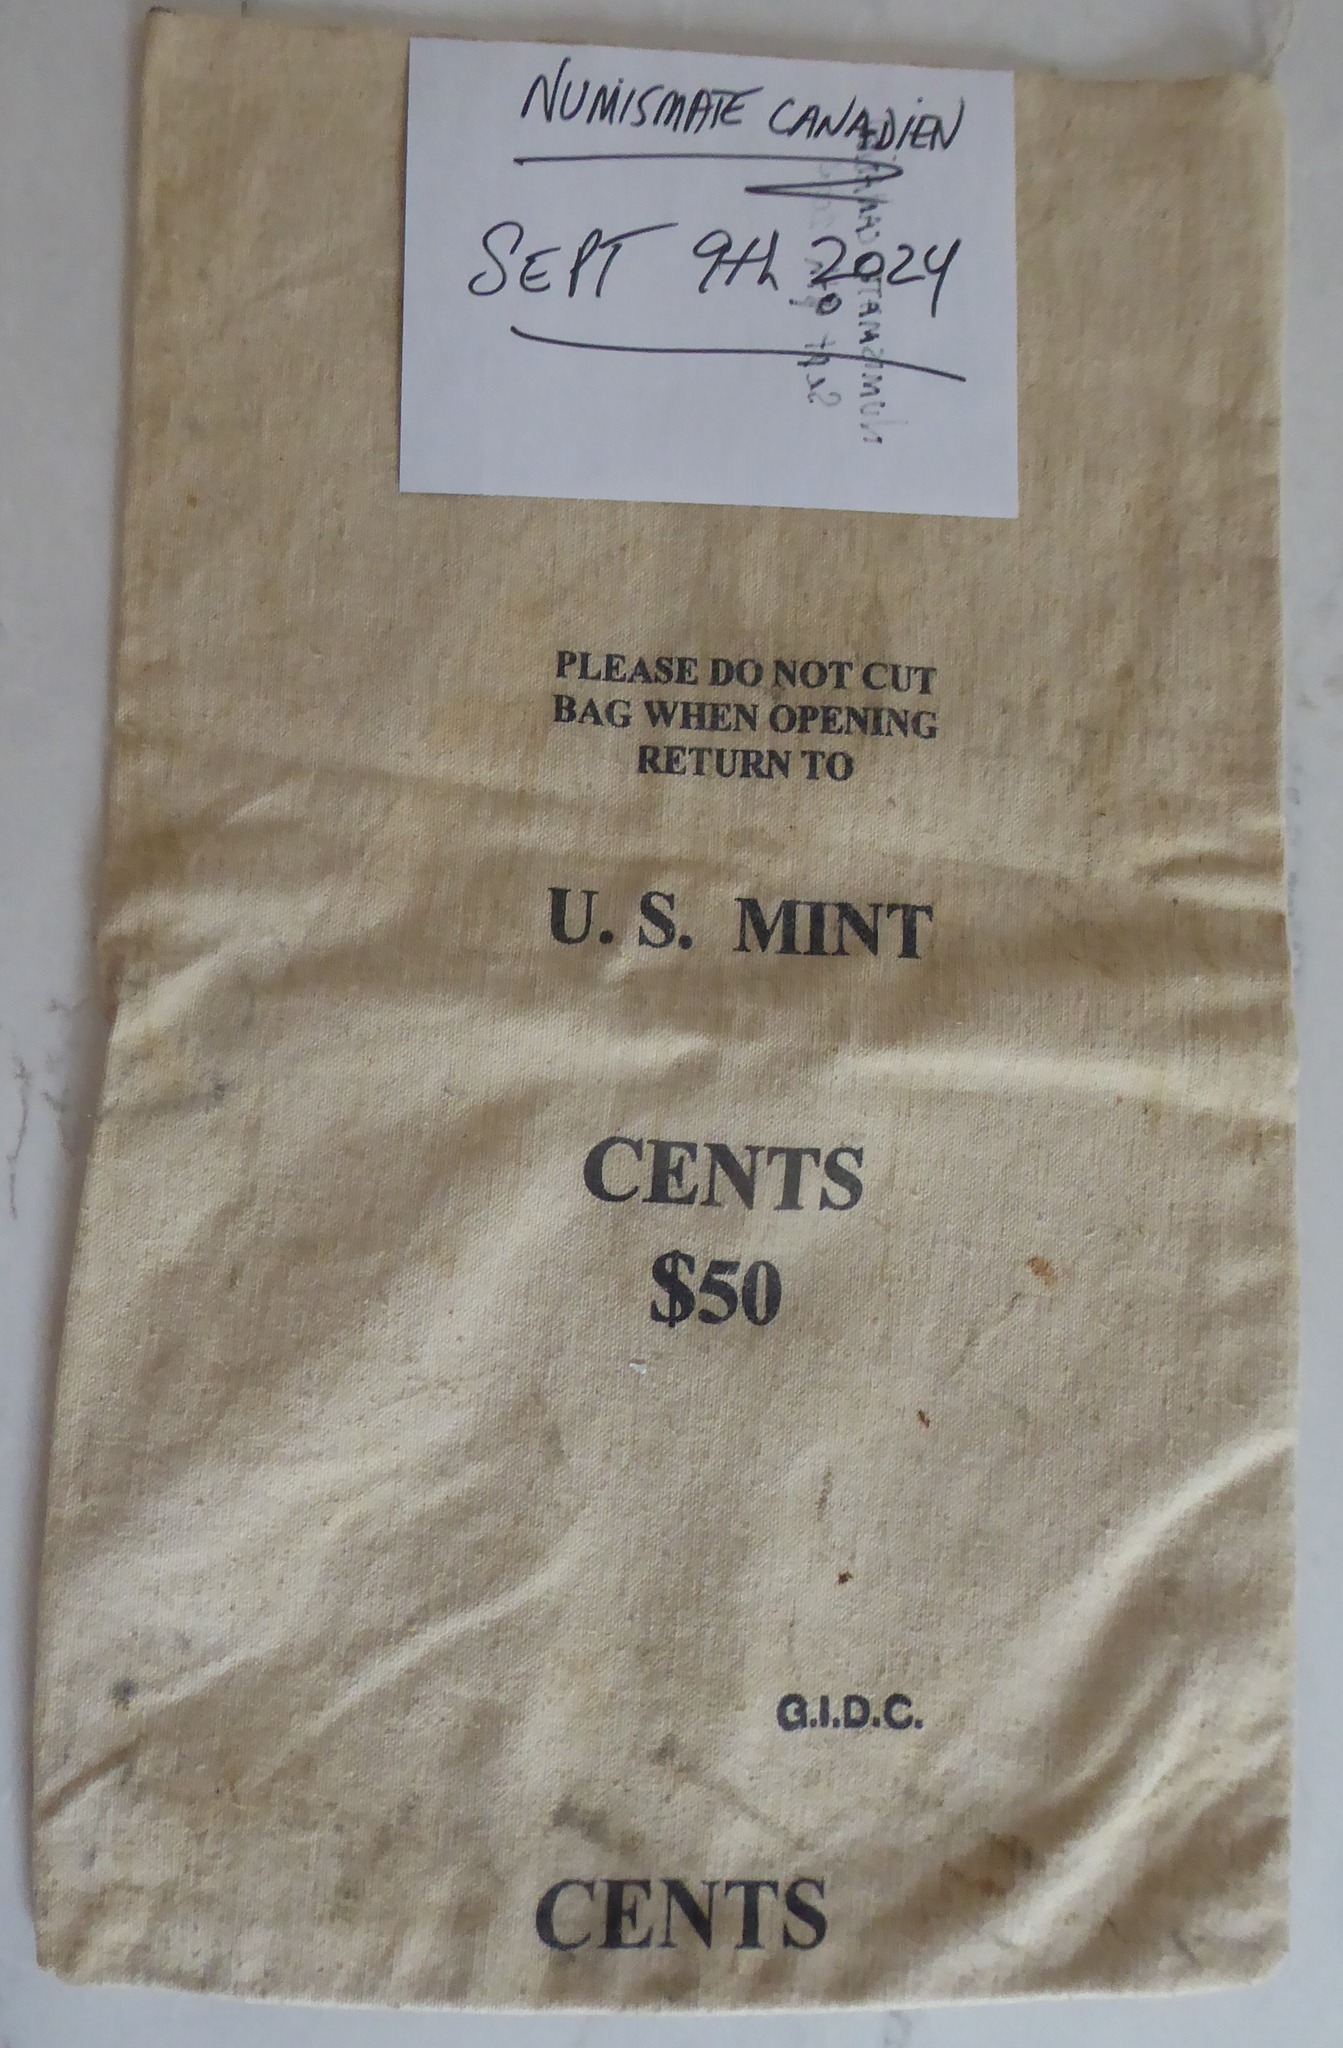 NUMISMATE CANADIEN
SEPT 9th 2024
PLEASE DO NOT CUT
BAG WHEN OPENING
RETURN TO
U. S. MINT
CENTS
$50
G.I.D.C.
CENTS